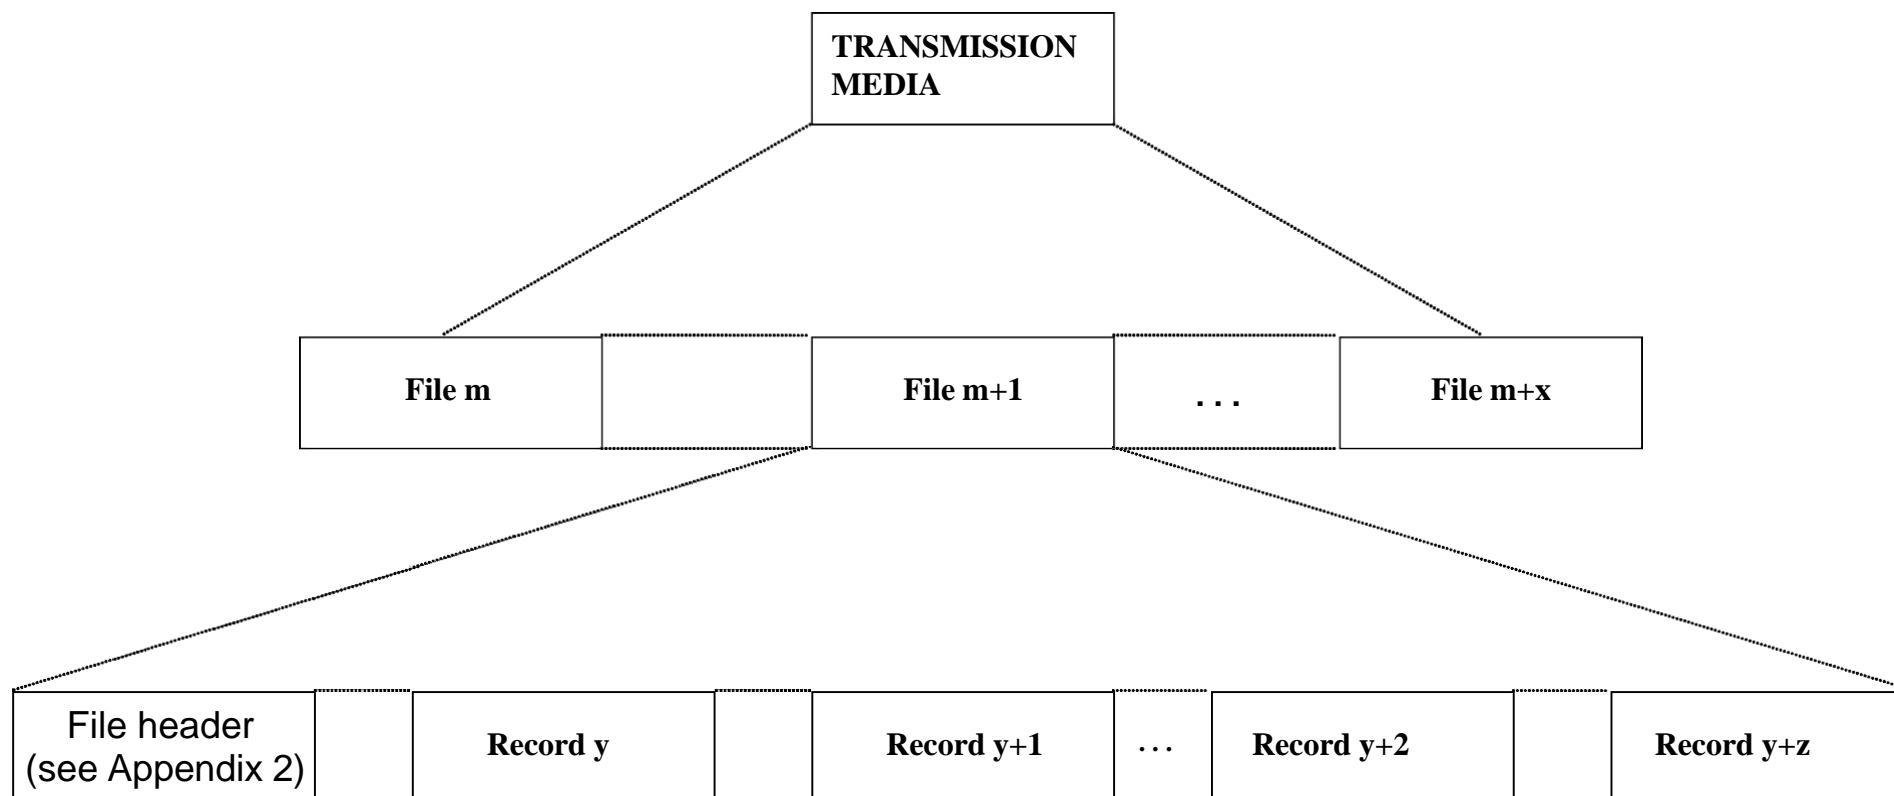 TRANSMISSION
MEDIA
File m
File m+1
...
File m+x
File header
(see Appendix 2)
Record y
Record y+1
...
Record y+2
Record y+z